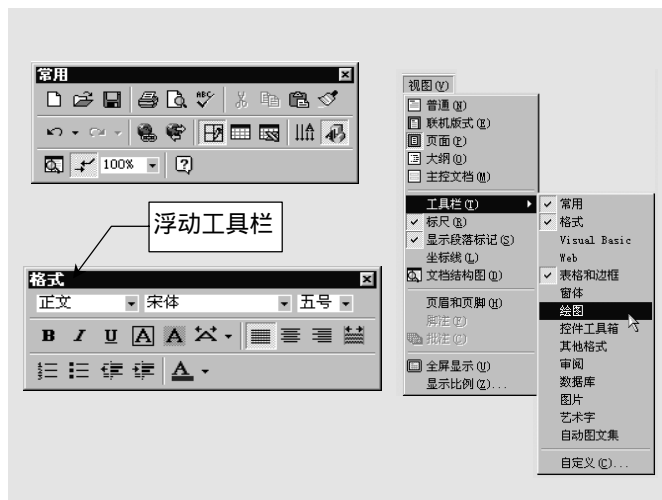 常用
ABC
100%
浮动工具栏
格式
正文 宋体 五号
B I U A A A
视图(V)
普通(N)
联机版式(E)
页面(P)
大纲(O)
主控文档(M)
工具栏(T)
标尺(R)
显示段落标记(S)
坐标线(L)
文档结构图(D)
页眉和页脚(H)
脚注(F)
批注(C)
全屏显示(U)
显示比例(Z)...
常用
格式
Visual Basic
Web
表格和边框
窗体
绘图
控件工具箱
其他格式
审阅
数据库
图片
艺术字
自动图文集
自定义(C)...